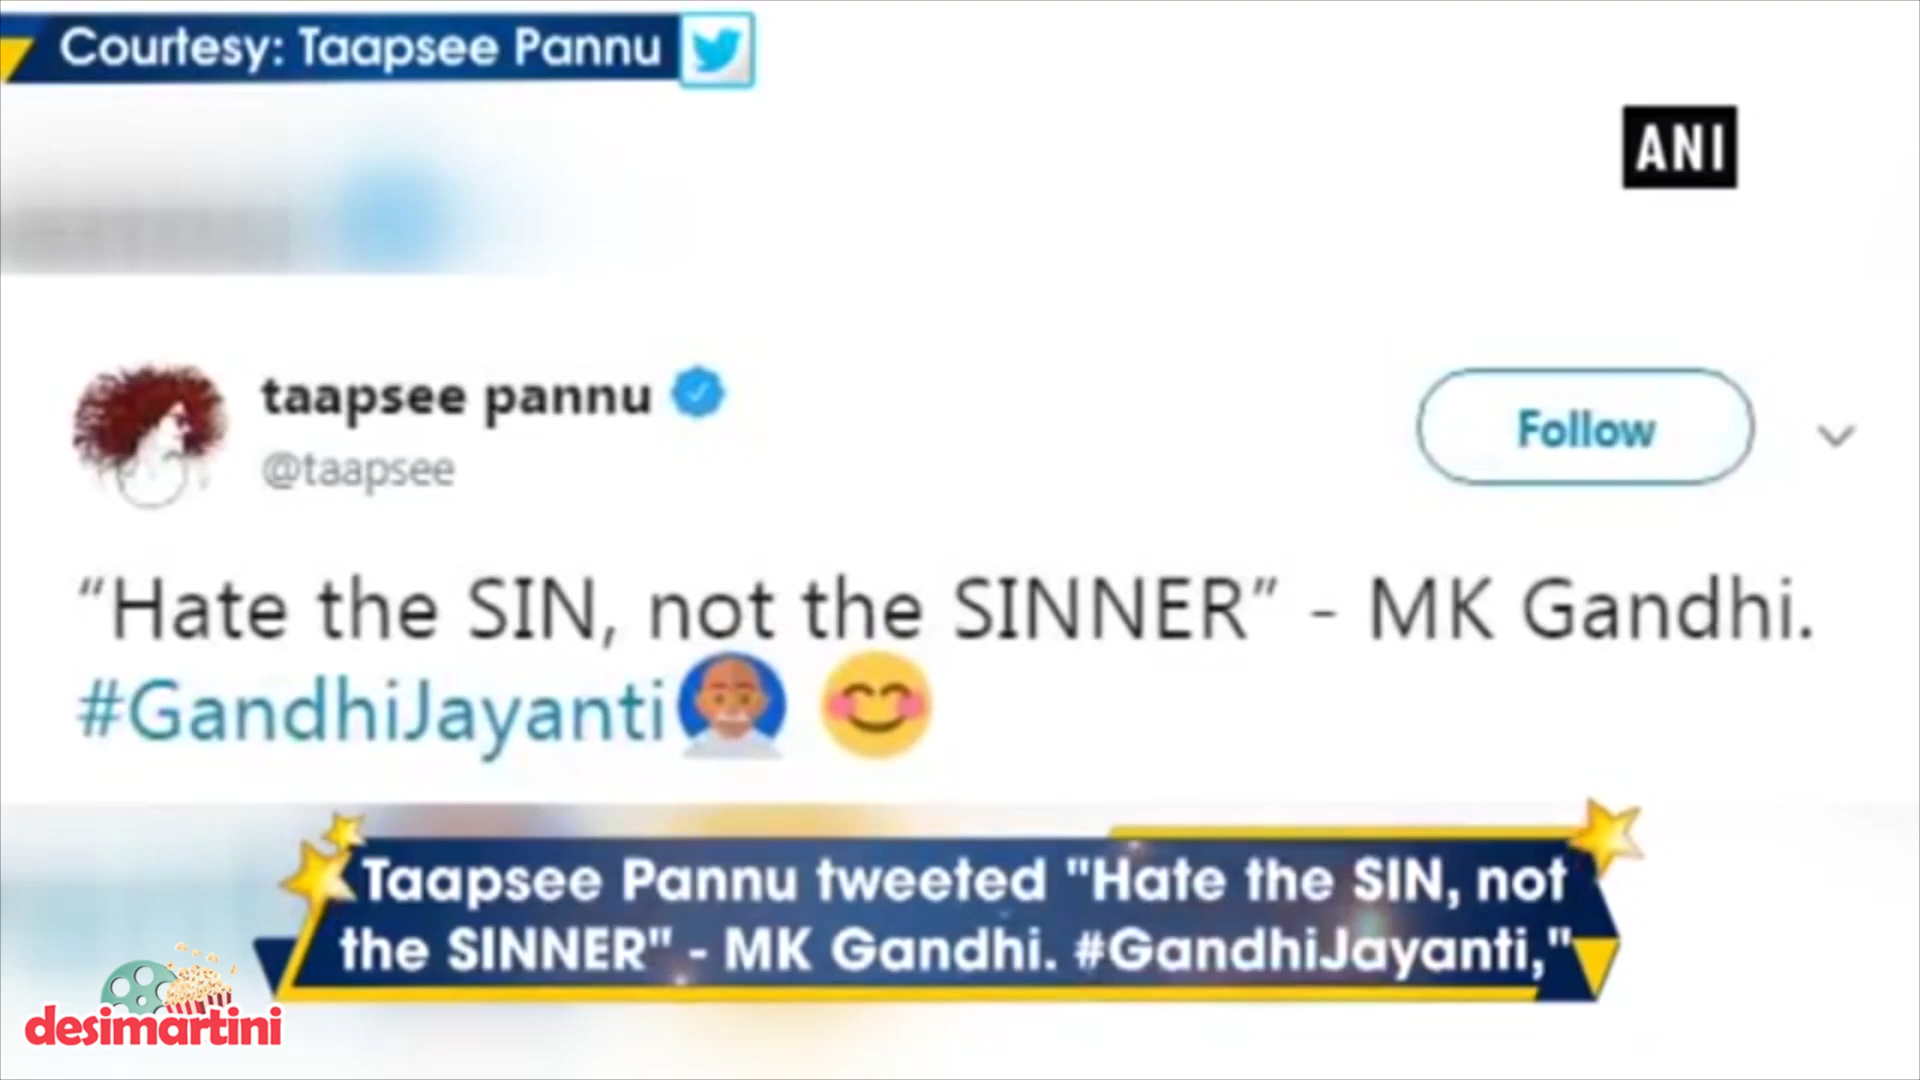 Courtesy: Taapsee Pannu
ANI
taapsee pannu
@taapsee
Follow
“Hate the SIN, not the SINNER” - MK Gandhi.
#GandhiJayanti
Taapsee Pannu tweeted "Hate the SIN, not
the SINNER" - MK Gandhi. #GandhiJayanti,"
desimartini